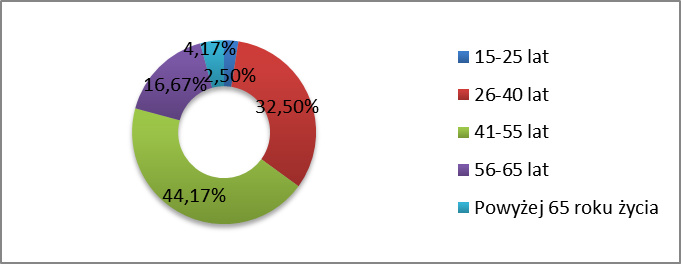 4,17%
2,50%
16,67%
32,50%
44,17%
15-25 lat
26-40 lat
41-55 lat
56-65 lat
Powyżej 65 roku życia